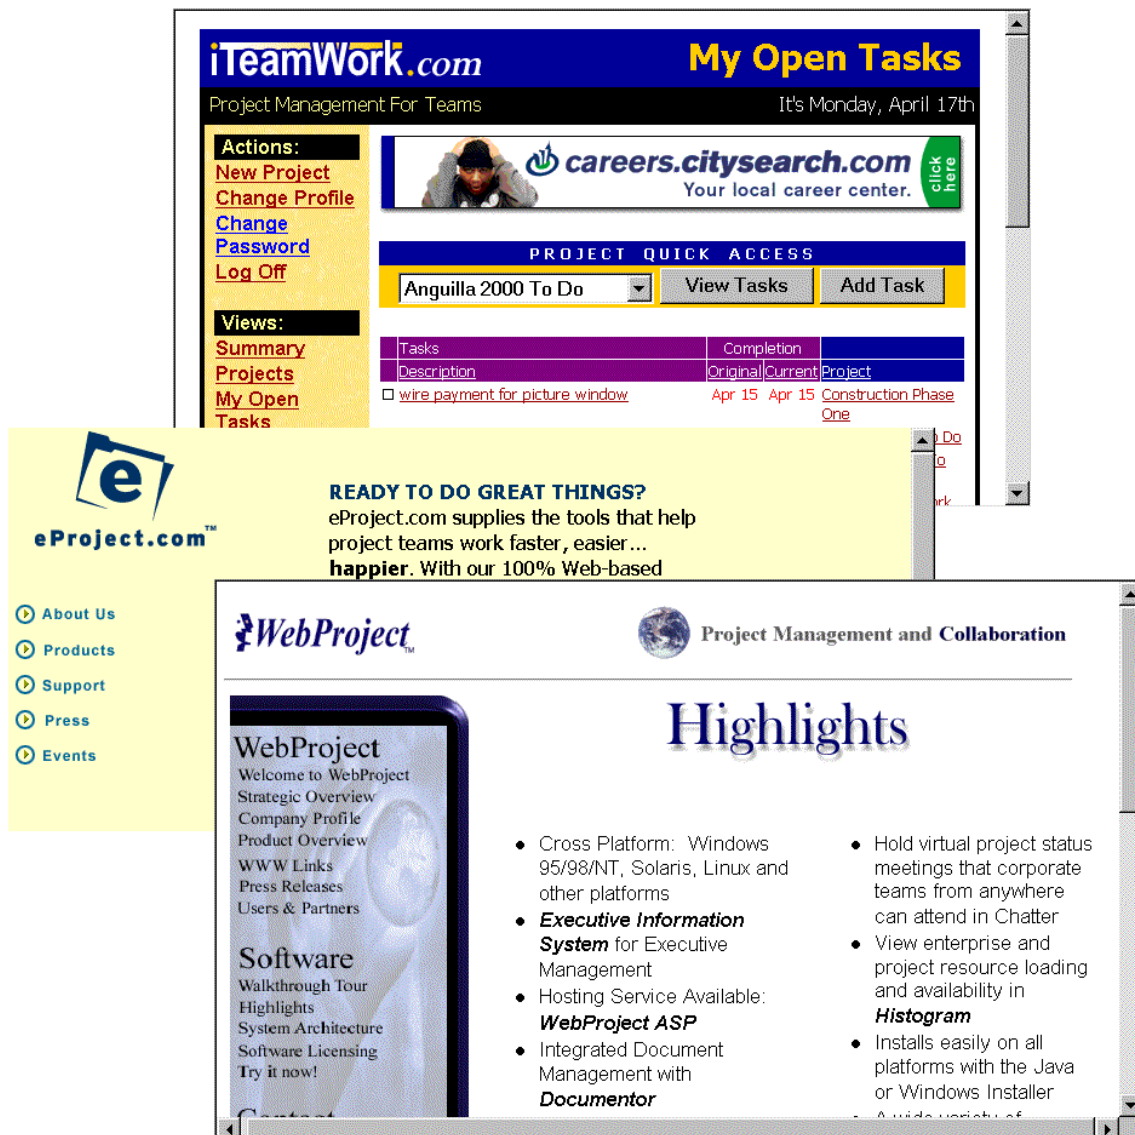 iTeamWork.com
My Open Tasks
Project Management For Teams
It's Monday, April 17th
Actions:
New Project
Change Profile
Change
Password
Log Off
Views:
Summary
Projects
My Open
Tasks
careers.citysearch.com
Your local career center.
click
here
PROJECT QUICK ACCESS
Anguilla 2000 To Do
View Tasks
Add Task
Tasks
Completion
Description
Original
Current
Project
wire payment for picture window
Apr 15
Apr 15
Construction Phase
One
Do
e
eProject.com™
About Us
Products
Support
Press
Events
READY TO DO GREAT THINGS?
eProject.com supplies the tools that help
project teams work faster, easier...
happier. With our 100% Web-based
WebProject™
Project Management and Collaboration
WebProject
Welcome to WebProject
Strategic Overview
Company Profile
Product Overview
WWW Links
Press Releases
Users & Partners
Software
Walkthrough Tour
Highlights
System Architecture
Software Licensing
Try it now!
Contact
Highlights
• Cross Platform: Windows
95/98/NT, Solaris, Linux and
other platforms
• Executive Information
System for Executive
Management
• Hosting Service Available:
WebProject ASP
• Integrated Document
Management with
Documentor
• Hold virtual project status
meetings that corporate
teams from anywhere
can attend in Chatter
• View enterprise and
project resource loading
and availability in
Histogram
• Installs easily on all
platforms with the Java
or Windows Installer
• A wide variety of